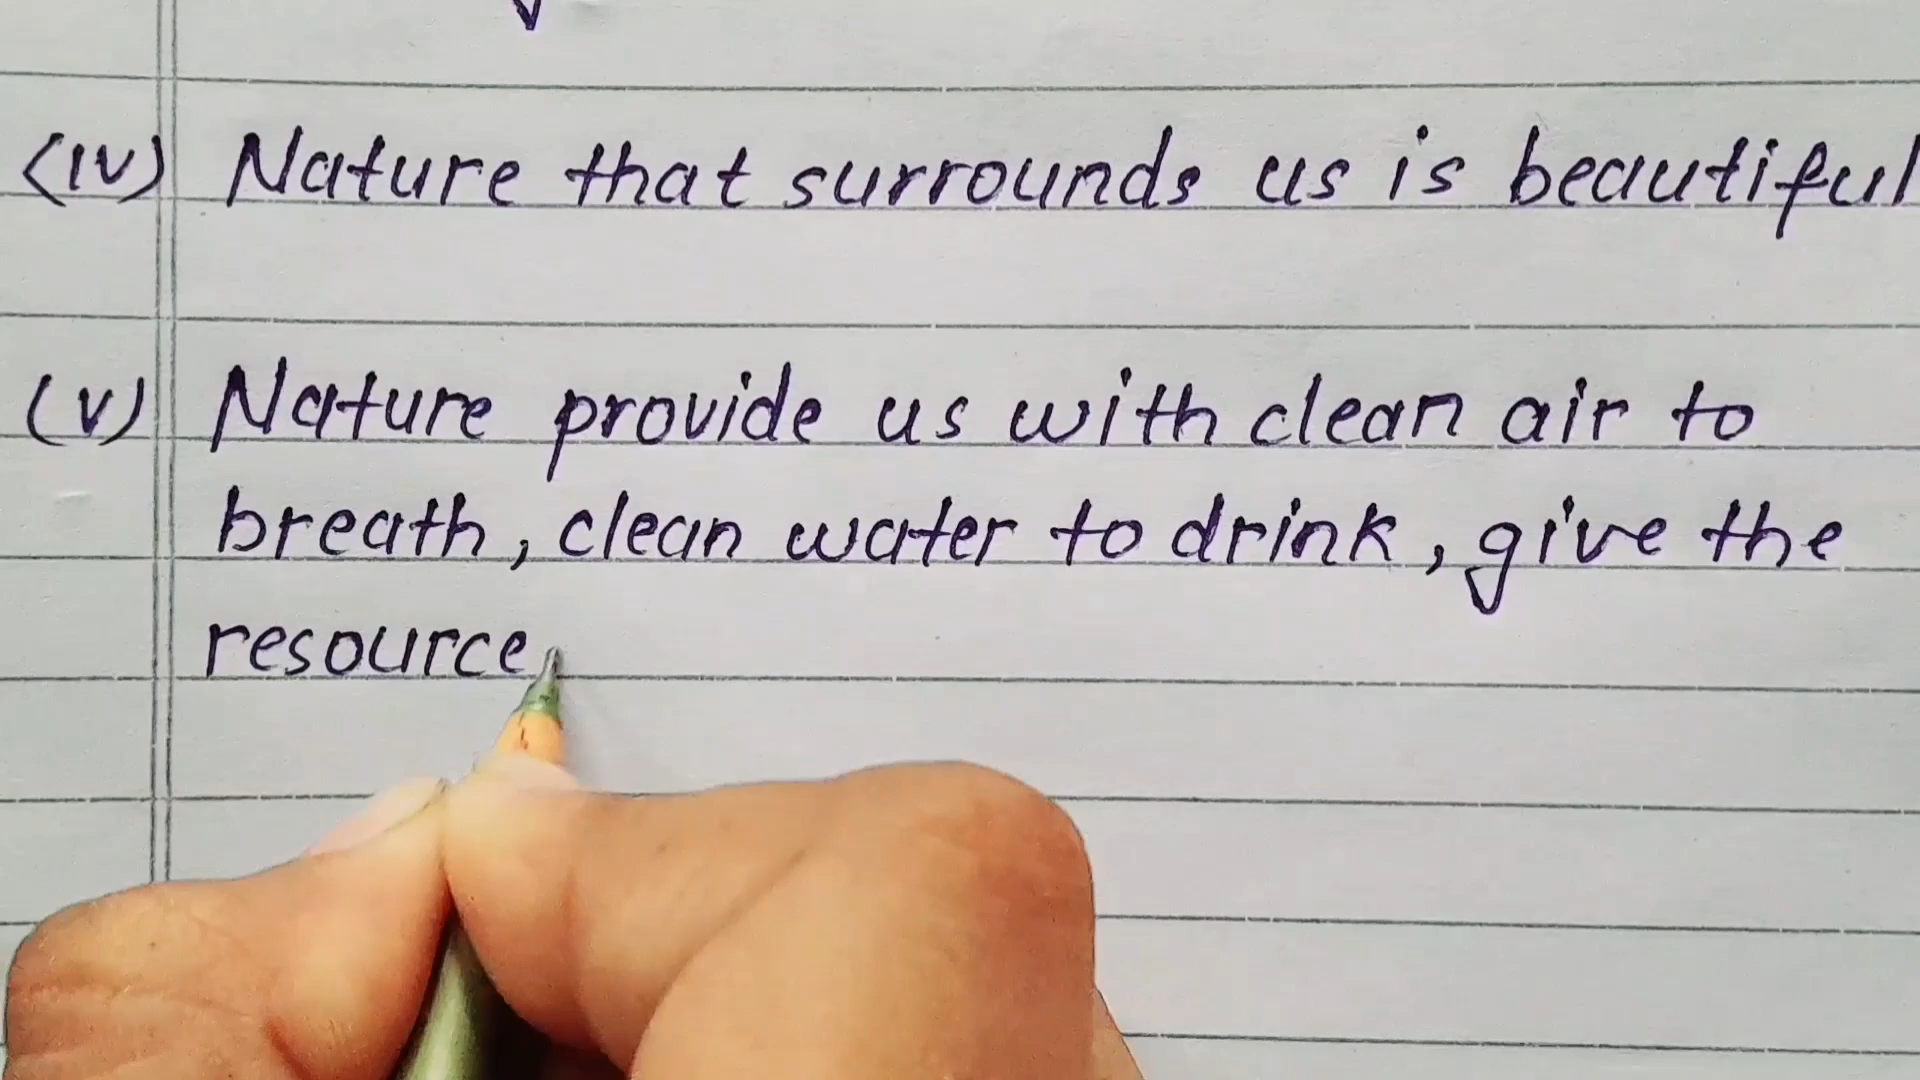 (iv) Nature that surrounds us is beautiful
(v) Nature provide us with clean air to
breath, clean water to drink, give the
resource